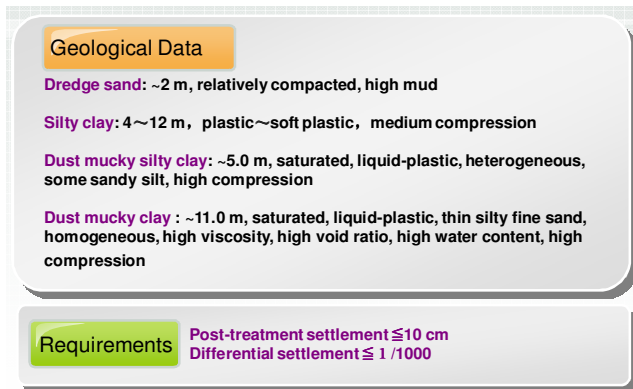 Geological Data
Dredge sand: ~2 m, relatively compacted, high mud
Silty clay: 4～12 m， plastic～soft plastic， medium compression
Dust mucky silty clay: ~5.0 m, saturated, liquid-plastic, heterogeneous,
some sandy silt, high compression
Dust mucky clay : ~11.0 m, saturated, liquid-plastic, thin silty fine sand,
homogeneous, high viscosity, high void ratio, high water content, high
compression
Requirements
Post-treatment settlement≦10 cm
Differential settlement≦ 1 /1000